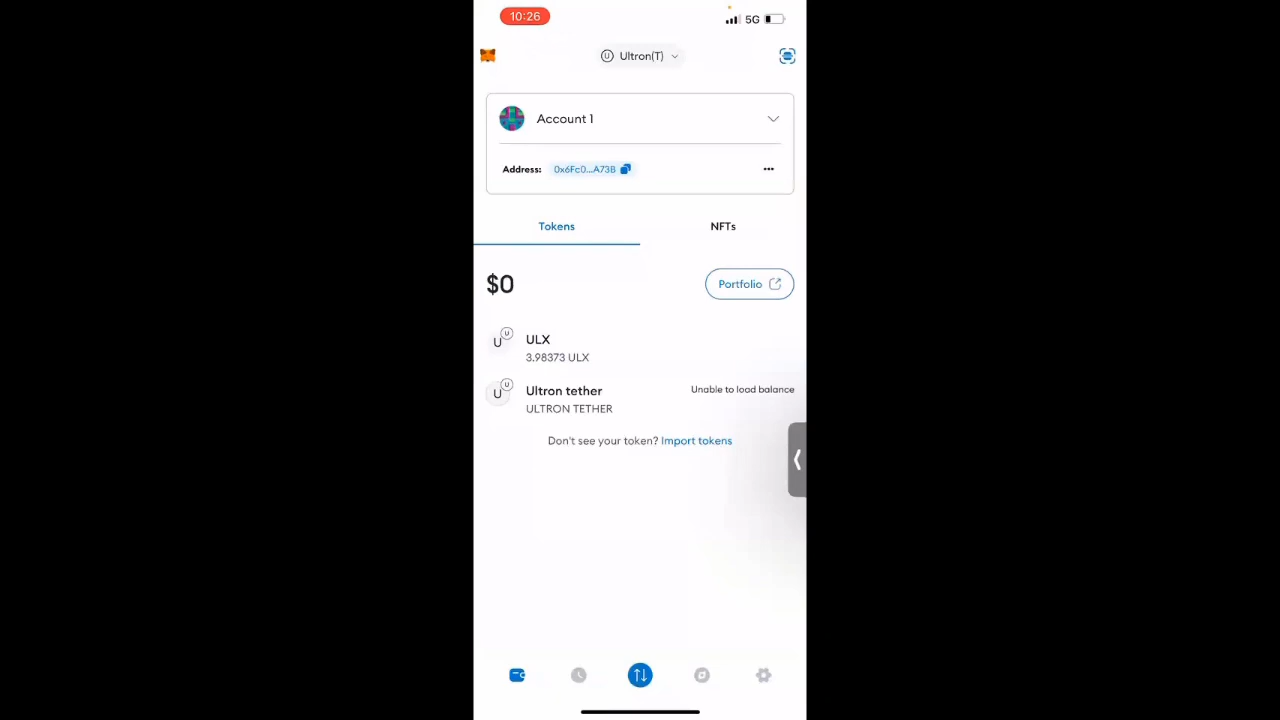 10:26
5G
U Ultron(T)
Account 1
Address: 0x6Fc0...A73B
Tokens
NFTs
$0
Portfolio
U U
ULX
3.98373 ULX
U U
Ultron tether
Unable to load balance
ULTRON TETHER
Don't see your token? Import tokens